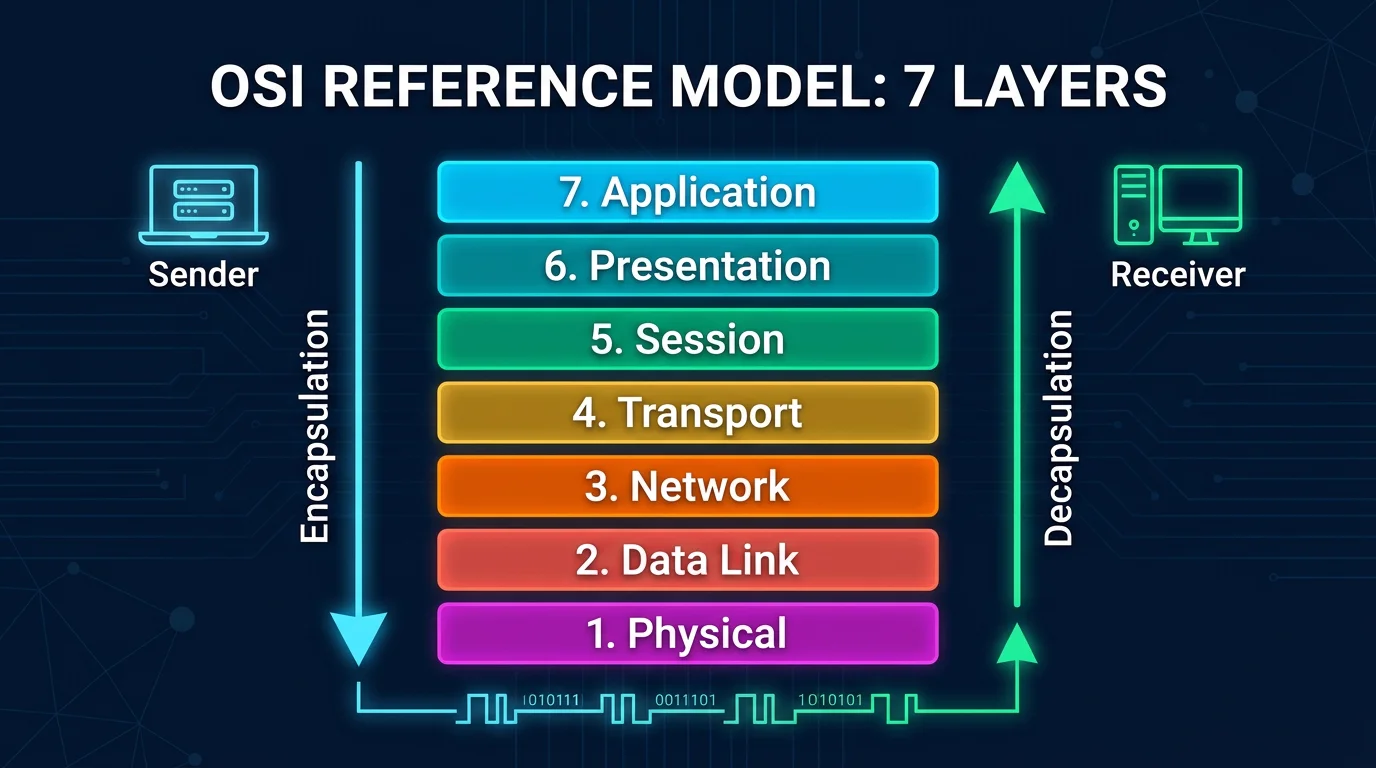 OSI REFERENCE MODEL: 7 LAYERS
Sender
Encapsulation
7. Application
6. Presentation
5. Session
4. Transport
3. Network
2. Data Link
1. Physical
Receiver
Decapsulation
1010111 0011101 1010101